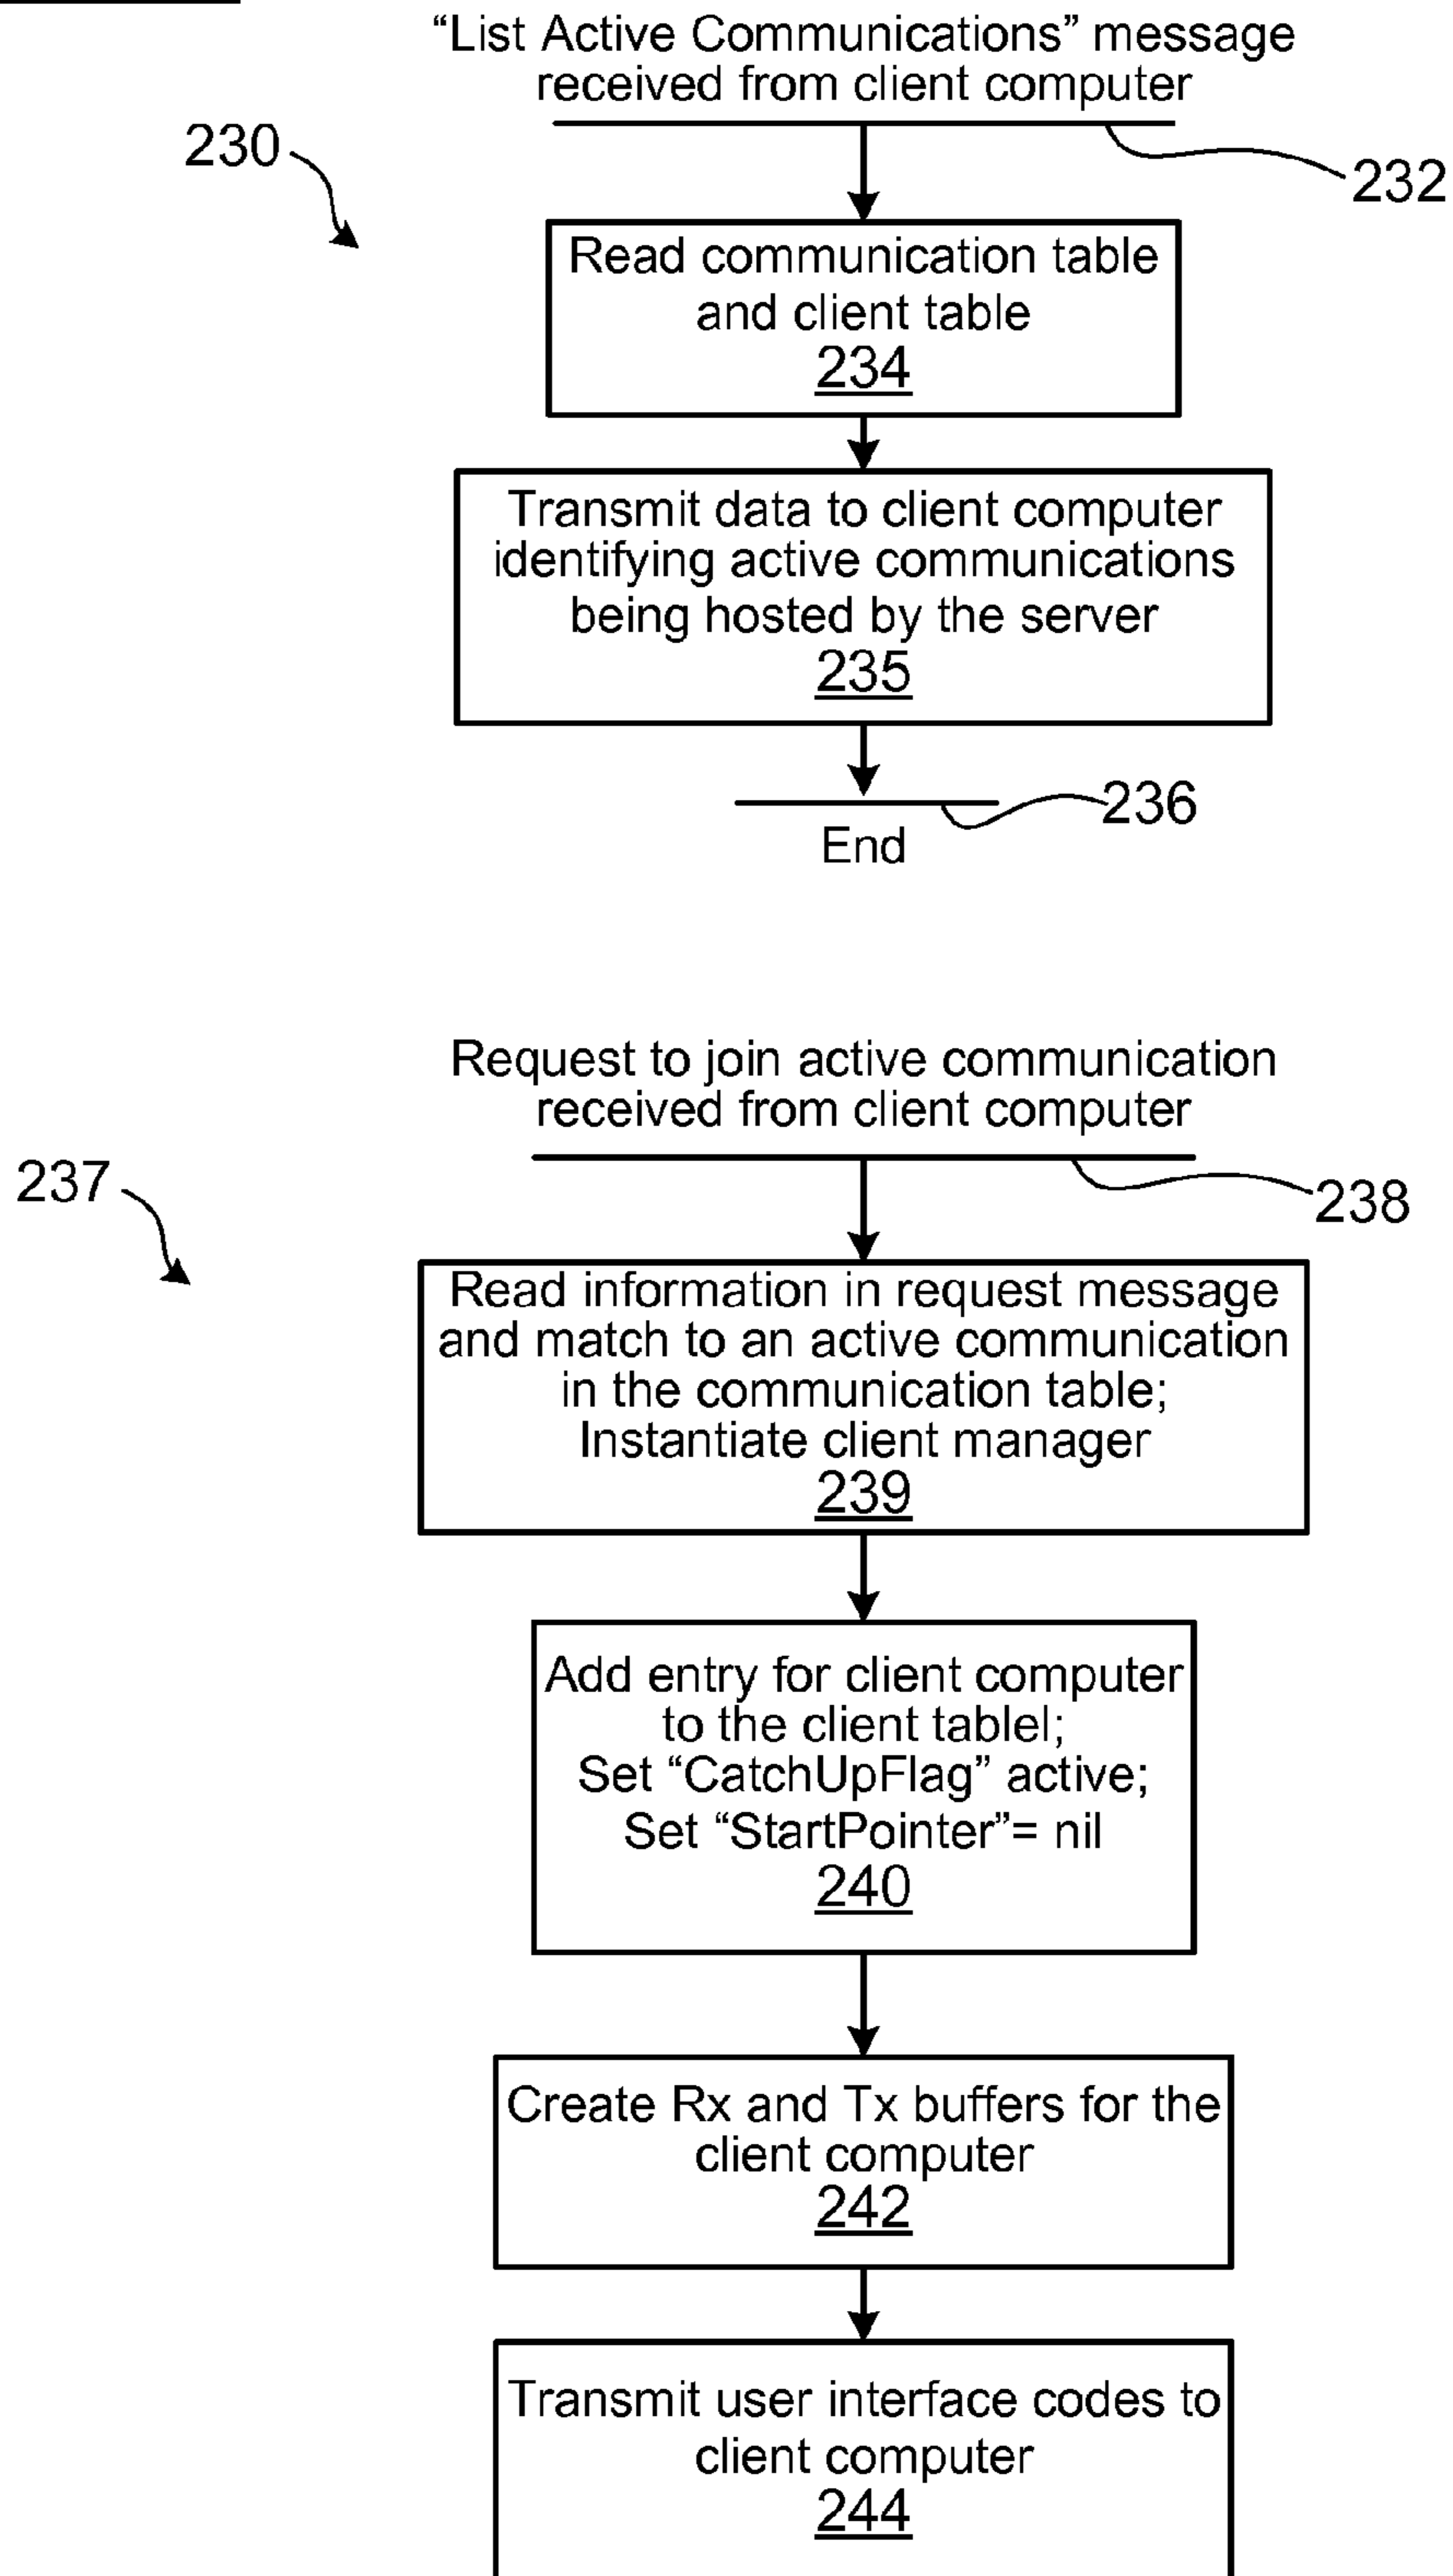 “List Active Communications” message
received from client computer
230
232
Read communication table
and client table
234
Transmit data to client computer
identifying active communications
being hosted by the server
235
236
End
Request to join active communication
received from client computer
237
238
Read information in request message
and match to an active communication
in the communication table;
Instantiate client manager
239
Add entry for client computer
to the client tablel;
Set “CatchUpFlag” active;
Set “StartPointer”= nil
240
Create Rx and Tx buffers for the
client computer
242
Transmit user interface codes to
client computer
244